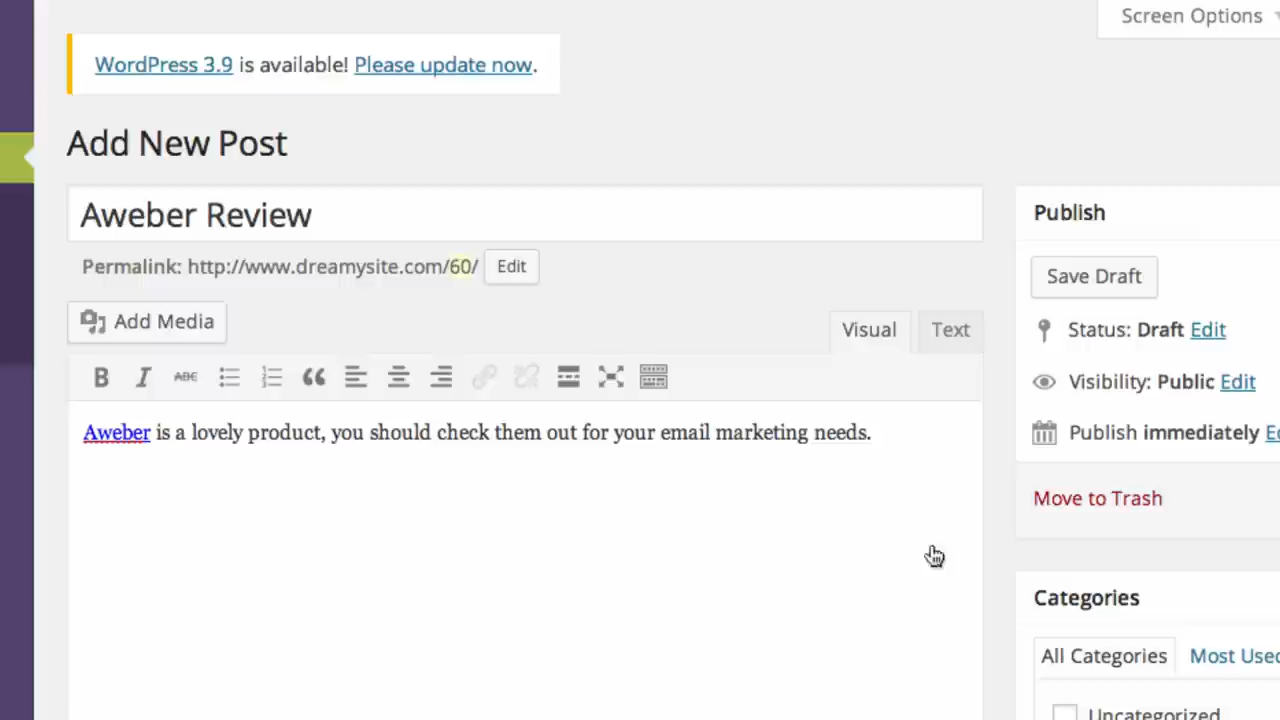 Screen Options
WordPress 3.9 is available! Please update now.
Add New Post
Aweber Review
Permalink: http://www.dreamysite.com/60/ Edit
Add Media
Visual Text
B I ABC
Aweber is a lovely product, you should check them out for your email marketing needs.
Publish
Save Draft
Status: Draft Edit
Visibility: Public Edit
Publish immediately
Move to Trash
Categories
All Categories Most Used
Uncategorized